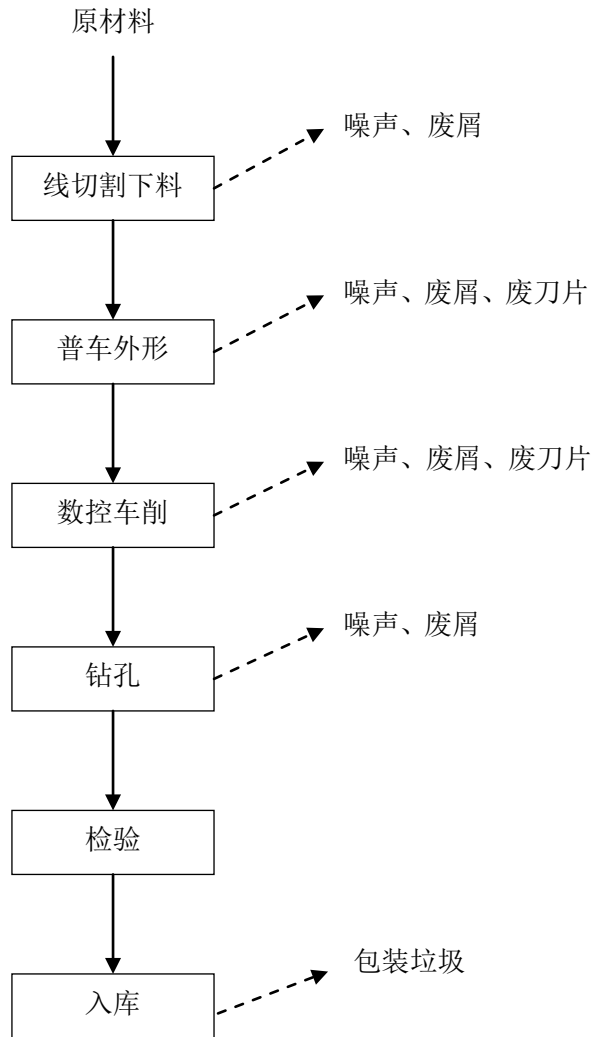 原材料
噪声、废屑
线切割下料
噪声、废屑、废刀片
普车外形
噪声、废屑、废刀片
数控车削
噪声、废屑
钻孔
检验
包装垃圾
入库